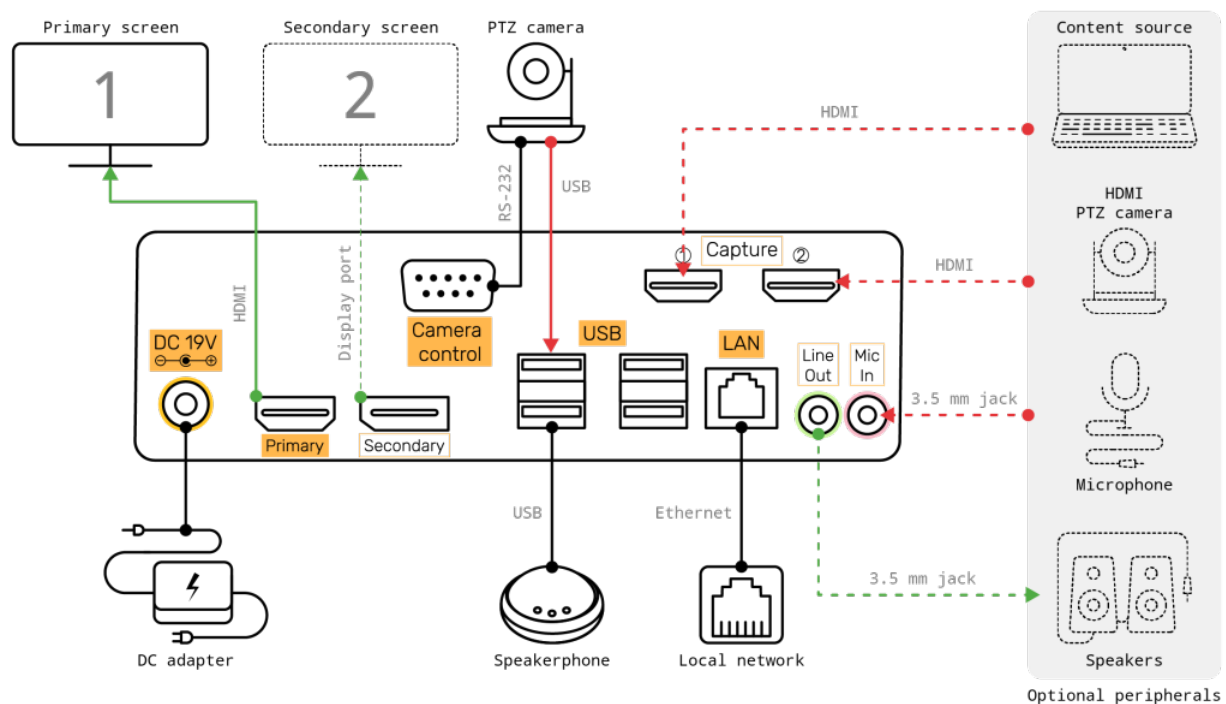 Primary screen
Secondary screen
PTZ camera
Content source
1
2
HDMI
RS-232
USB
HDMI
PTZ camera
① Capture ②
HDMI
HDMI
Display port
DC 19V
Camera
control
USB
LAN
Line
Out
Mic
In
3.5 mm jack
Primary
Secondary
Microphone
USB
Ethernet
3.5 mm jack
DC adapter
Speakerphone
Local network
Speakers
Optional peripherals